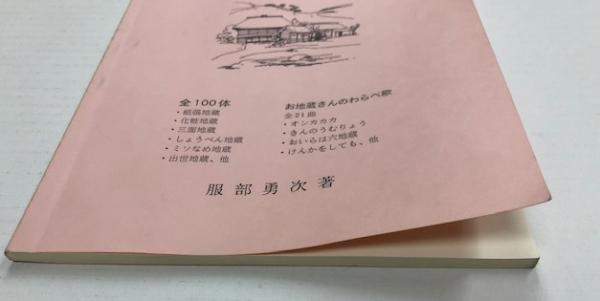 全100体
・紙張地蔵
・化粧地蔵
・三面地蔵
・しょうべん地蔵
・ミソなめ地蔵
・出世地蔵、他
お地蔵さんのわらべ歌
全21曲
・オンカカカ
・きんのうむりょう
・おいらは六地蔵
・けんかをしても、他
服部勇次著